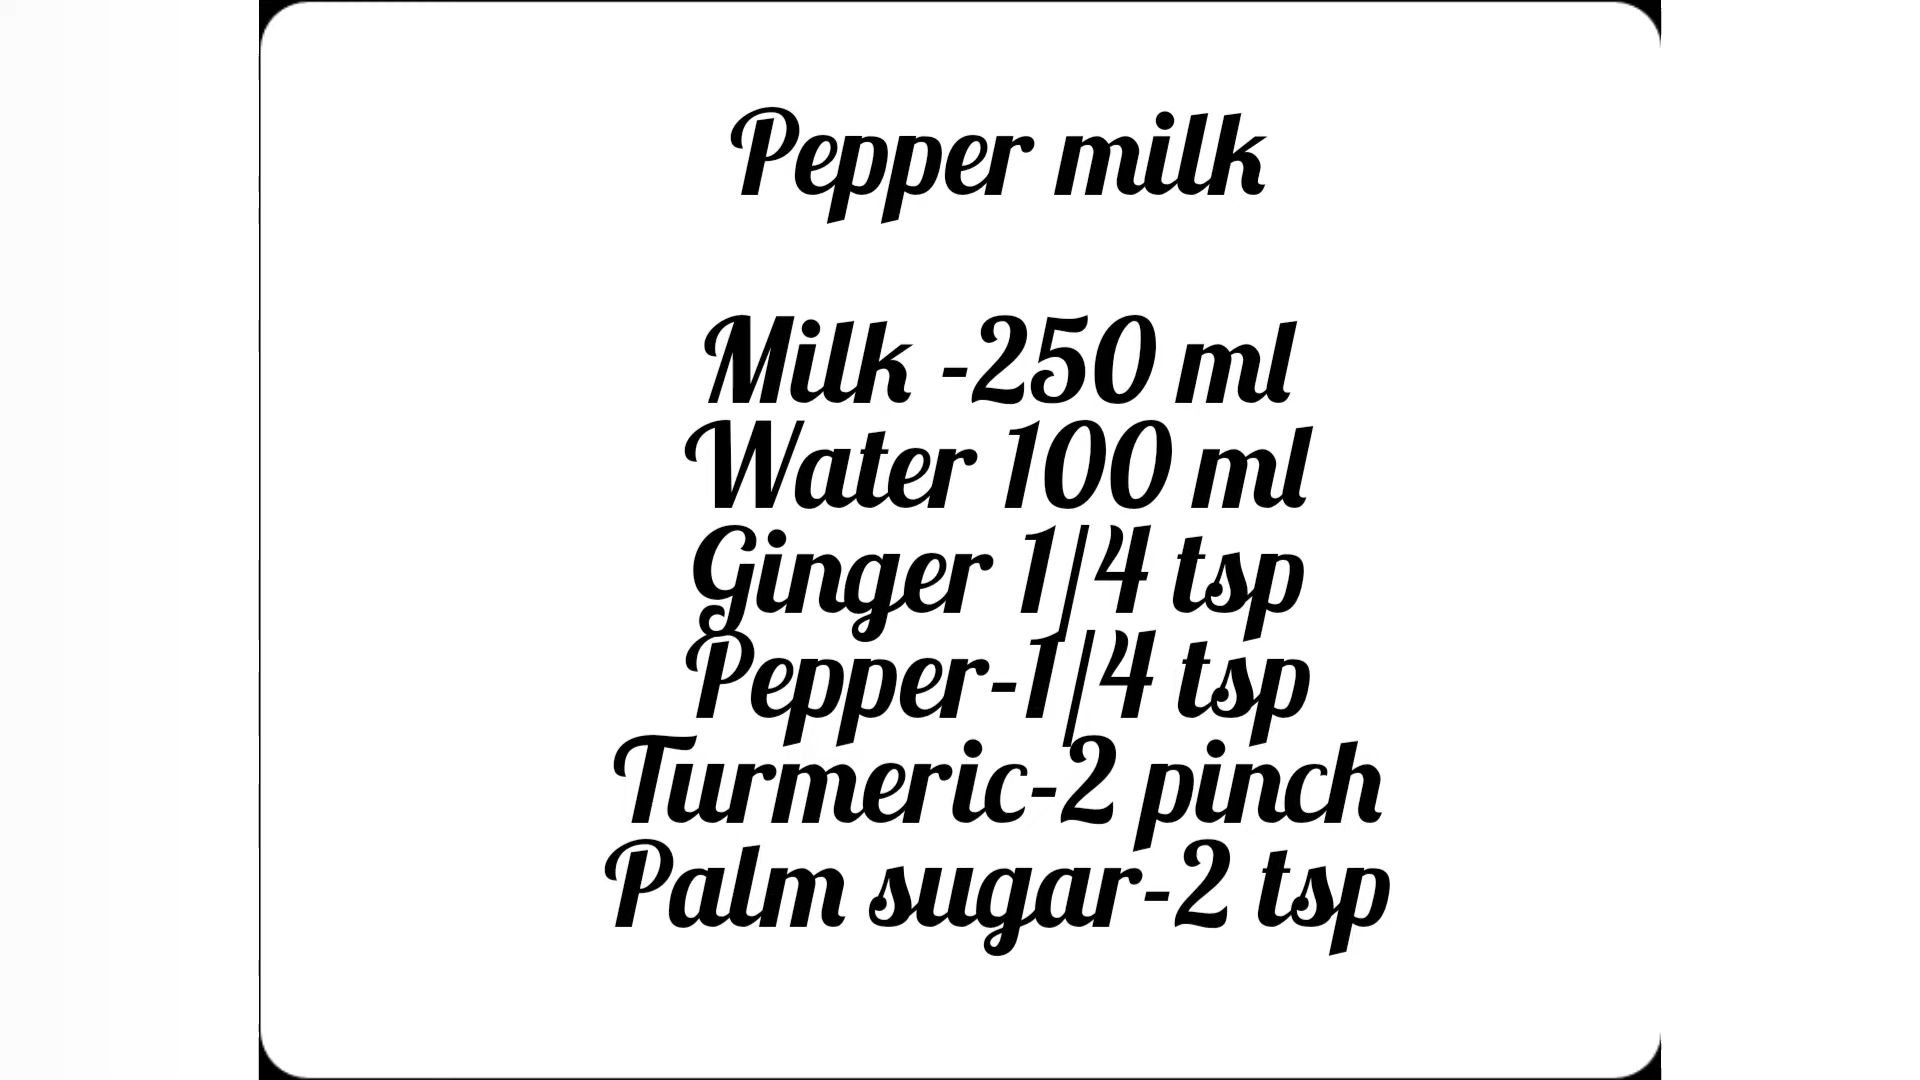 Pepper milk
Milk -250 ml
Water 100 ml
Ginger 1/4 tsp
Pepper-1/4 tsp
Turmeric-2 pinch
Palm sugar-2 tsp